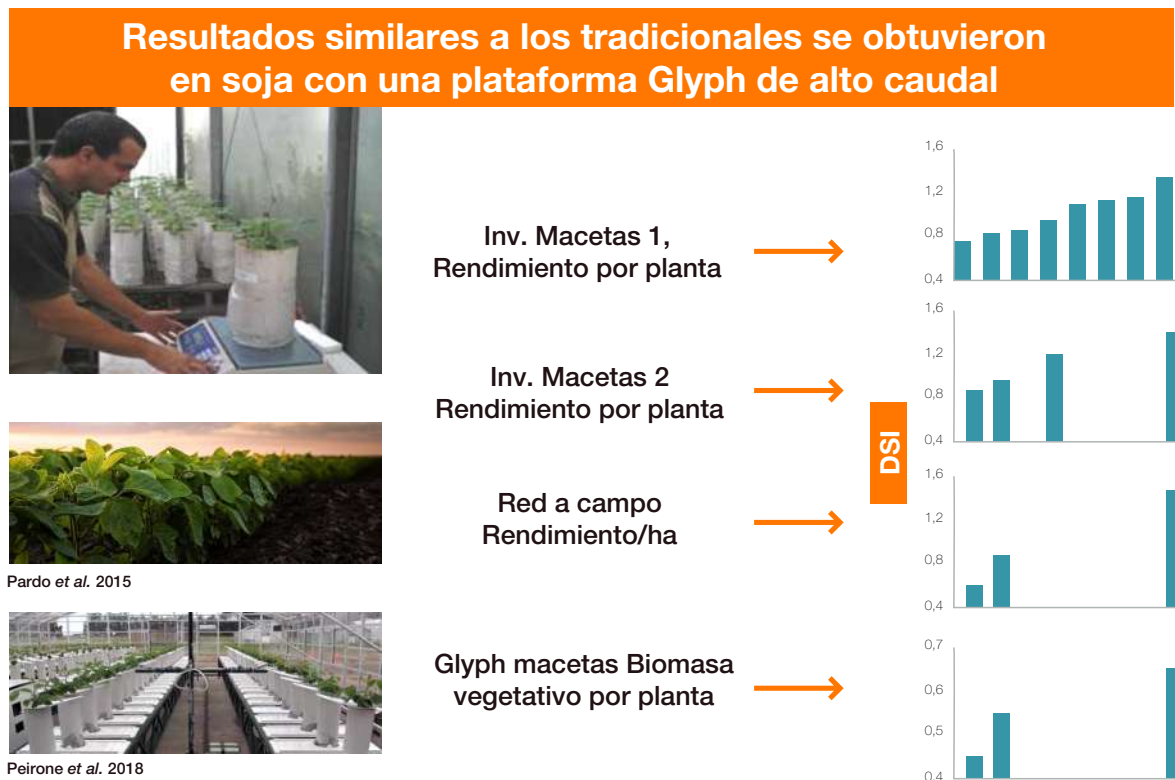 Resultados similares a los tradicionales se obtuvieron
en soja con una plataforma Glyph de alto caudal
Inv. Macetas 1,
Rendimiento por planta
1,6
1,2
0,8
0,4
Inv. Macetas 2
Rendimiento por planta
1,6
1,2
0,8
0,4
DSI
Red a campo
Rendimiento/ha
1,6
1,2
0,8
0,4
Pardo et al. 2015
Glyph macetas Biomasa
vegetativo por planta
0,7
0,6
0,5
0,4
Peirone et al. 2018